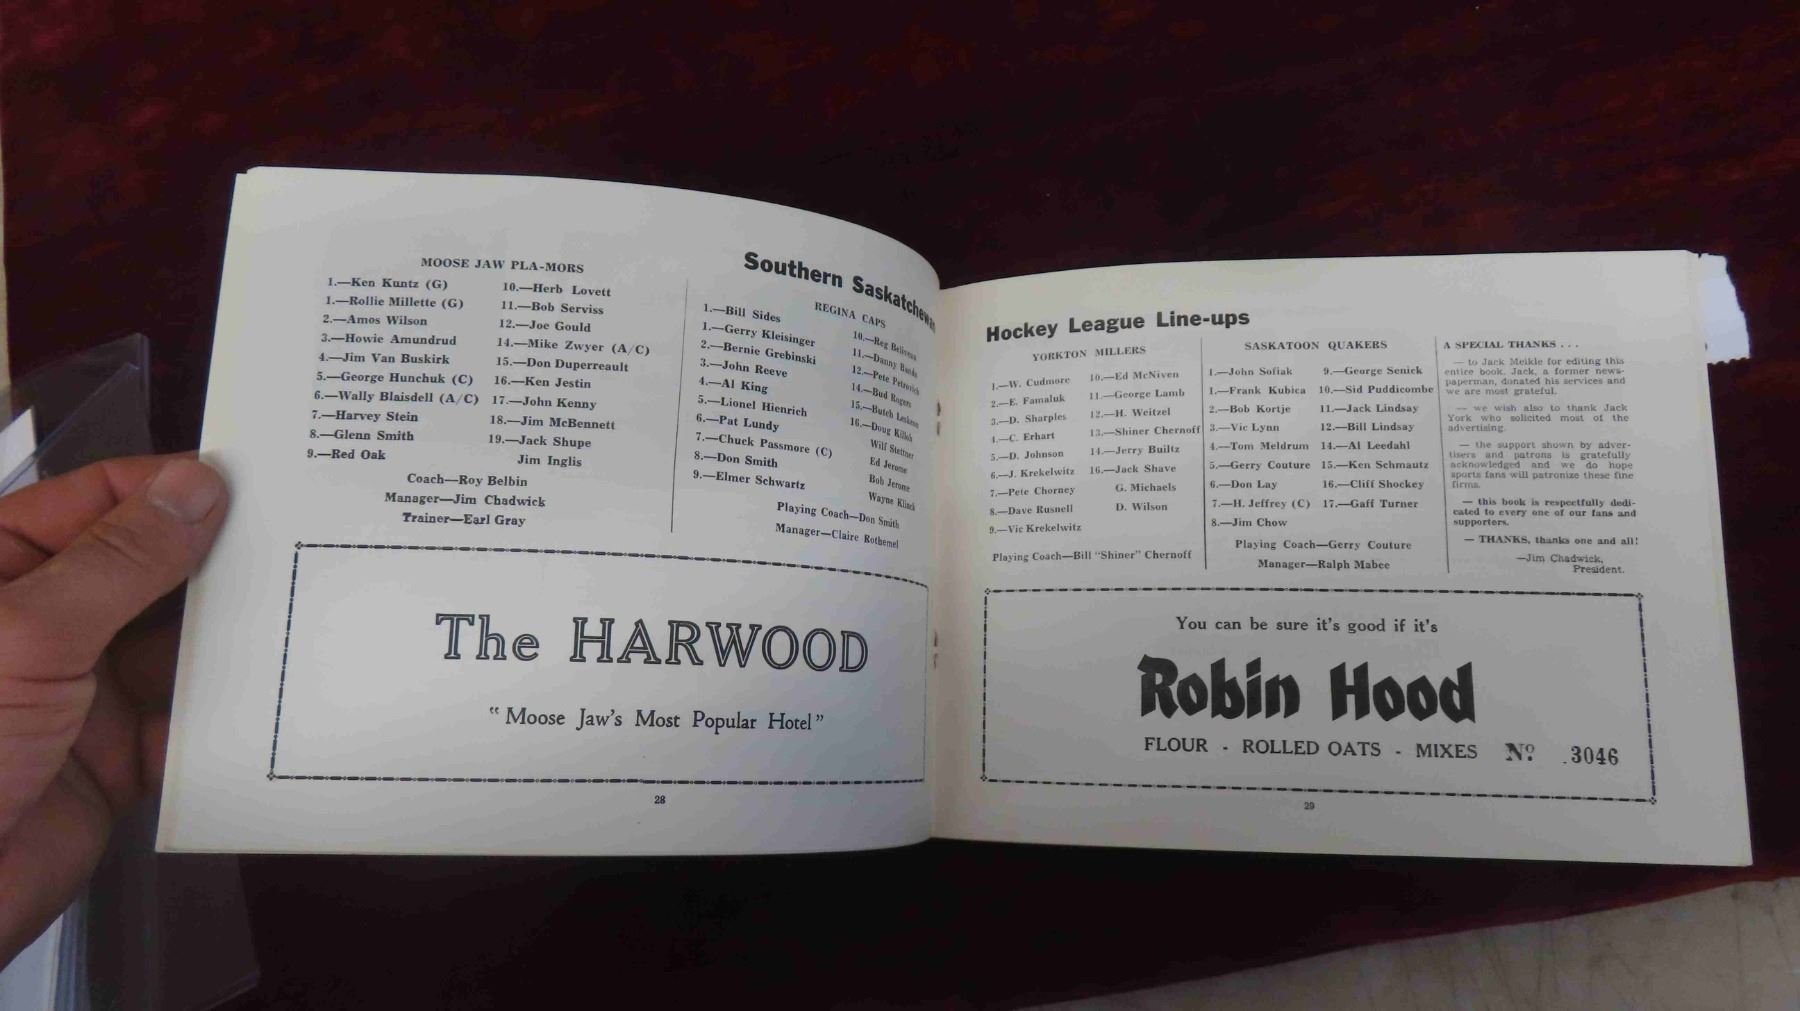 MOOSE JAW PLA-MORS
1.—Ken Kuntz (G)
1.—Rollie Millette (G)
2.—Amos Wilson
3.—Howie Amundrud
4.—Jim Van Buskirk
5.—George Hunchuk (C)
6.—Wally Blaisdell (A/C)
7.—Harvey Stein
8.—Glenn Smith
9.—Red Oak
10.—Herb Lovett
11.—Bob Serviss
12.—Joe Gould
14.—Mike Zwyer (A/C)
15.—Don Duperreault
16.—Ken Jestin
17.—John Kenny
18.—Jim McBennett
19.—Jack Shupe
Jim Inglis
Coach—Roy Belbin
Manager—Jim Chadwick
Trainer—Earl Gray
Southern Saskatchewan
REGINA CAPS
1.—Bill Sides
1.—Gerry Kleisinger
2.—Bernie Grebinski
3.—John Reeve
4.—Al King
5.—Lionel Hienrich
6.—Pat Lundy
7.—Chuck Passmore (C)
8.—Don Smith
9.—Elmer Schwartz
10.—Reg
11.—Danny
12.—Pete
14.—Bud Rogers
15.—Butch
16.—Doug
Wilf Stettner
Ed Jerome
Bob Jerome
Wayne Klinck
Playing Coach—Don Smith
Manager—Claire Rothemel
The HARWOOD
"Moose Jaw's Most Popular Hotel"
28
Hockey League Line-ups
YORKTON MILLERS
1.—W. Cudmore
2.—E. Famaluk
3.—D. Sharples
4.—C. Erhart
5.—D. Johnson
6.—J. Krekelwitz
7.—Pete Chorney
8.—Dave Rusnell
9.—Vic Krekelwitz
10.—Ed McNiven
11.—George Lamb
12.—H. Weitzel
13.—Shiner Chernoff
14.—Jerry Builtz
16.—Jack Shave
G. Michaels
D. Wilson
Playing Coach—Bill "Shiner" Chernoff
SASKATOON QUAKERS
1.—John Sofiak
1.—Frank Kubica
2.—Bob Kortje
3.—Vic Lynn
4.—Tom Meldrum
5.—Gerry Couture
6.—Don Lay
7.—H. Jeffrey (C)
8.—Jim Chow
9.—George Senick
10.—Sid Puddicombe
11.—Jack Lindsay
12.—Bill Lindsay
14.—Al Leedahl
15.—Ken Schmautz
16.—Cliff Shockey
17.—Gaff Turner
Playing Coach—Gerry Couture
Manager—Ralph Mabee
A SPECIAL THANKS . . .
— to Jack Meikle for editing this
entire book. Jack, a former news-
paperman, donated his services and
we are most grateful.
— we wish also to thank Jack
York who solicited most of the
advertising.
— the support shown by adver-
tisers and patrons is gratefully
acknowledged and we do hope
sports fans will patronize these fine
firms.
— this book is respectfully dedi-
cated to every one of our fans and
supporters.
— THANKS, thanks one and all!
—Jim Chadwick,
President.
You can be sure it's good if it's
Robin Hood
FLOUR - ROLLED OATS - MIXES Nº 3046
29